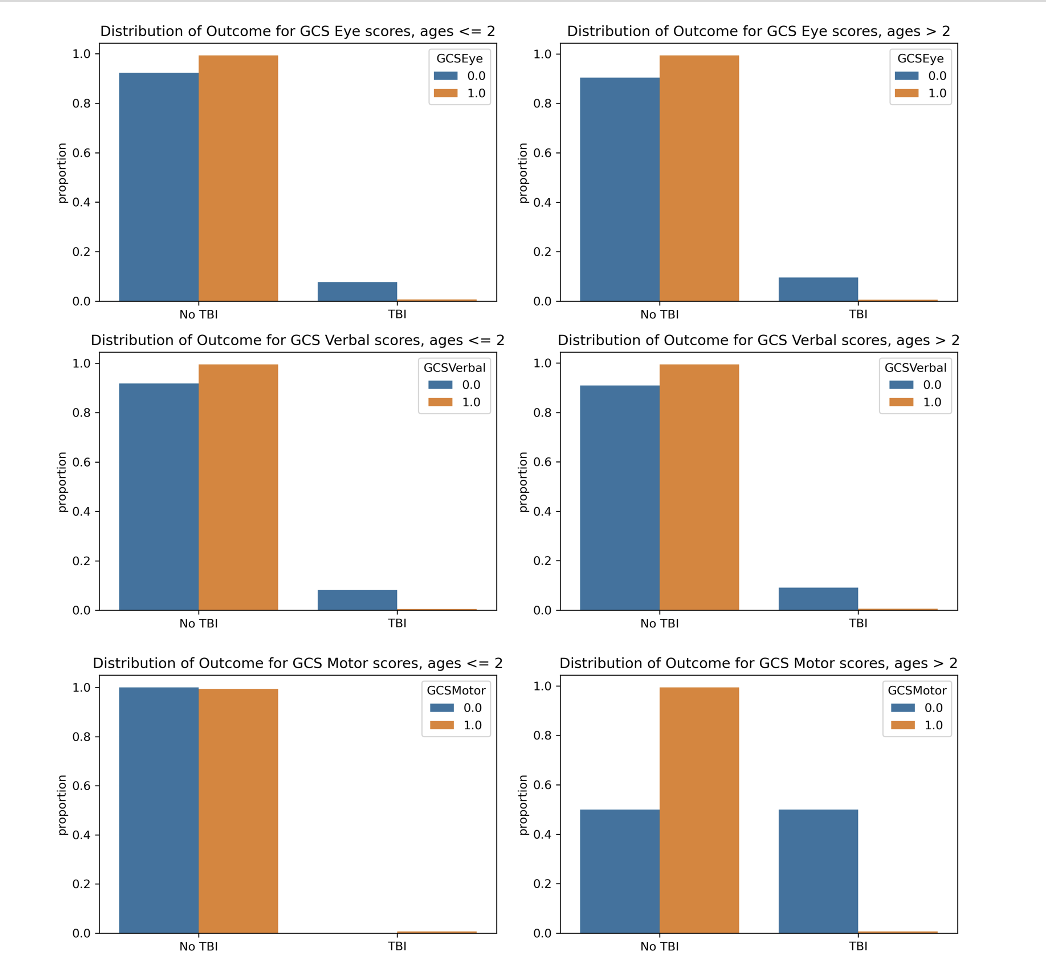 Distribution of Outcome for GCS Eye scores, ages <= 2
proportion
1.0
0.8
0.6
0.4
0.2
0.0
No TBI
TBI
GCSEye
0.0
1.0
Distribution of Outcome for GCS Eye scores, ages > 2
proportion
1.0
0.8
0.6
0.4
0.2
0.0
No TBI
TBI
GCSEye
0.0
1.0
Distribution of Outcome for GCS Verbal scores, ages <= 2
proportion
1.0
0.8
0.6
0.4
0.2
0.0
No TBI
TBI
GCSVerbal
0.0
1.0
Distribution of Outcome for GCS Verbal scores, ages > 2
proportion
1.0
0.8
0.6
0.4
0.2
0.0
No TBI
TBI
GCSVerbal
0.0
1.0
Distribution of Outcome for GCS Motor scores, ages <= 2
proportion
1.0
0.8
0.6
0.4
0.2
0.0
No TBI
TBI
GCSMotor
0.0
1.0
Distribution of Outcome for GCS Motor scores, ages > 2
proportion
1.0
0.8
0.6
0.4
0.2
0.0
No TBI
TBI
GCSMotor
0.0
1.0